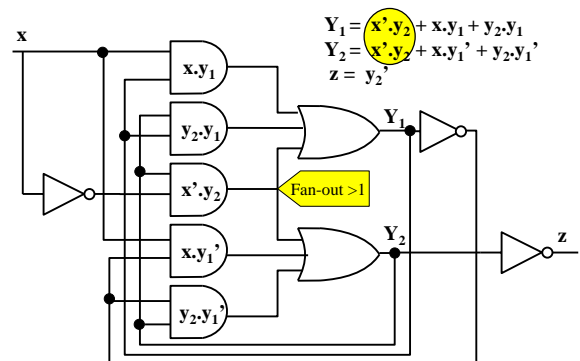 Y₁ = x’.y₂ + x.y₁ + y₂.y₁
Y₂ = x’.y₂ + x.y₁’ + y₂.y₁’
z = y₂’
x
x.y₁
y₂.y₁
Y₁
x’.y₂
Fan-out >1
x.y₁’
Y₂
z
y₂.y₁’